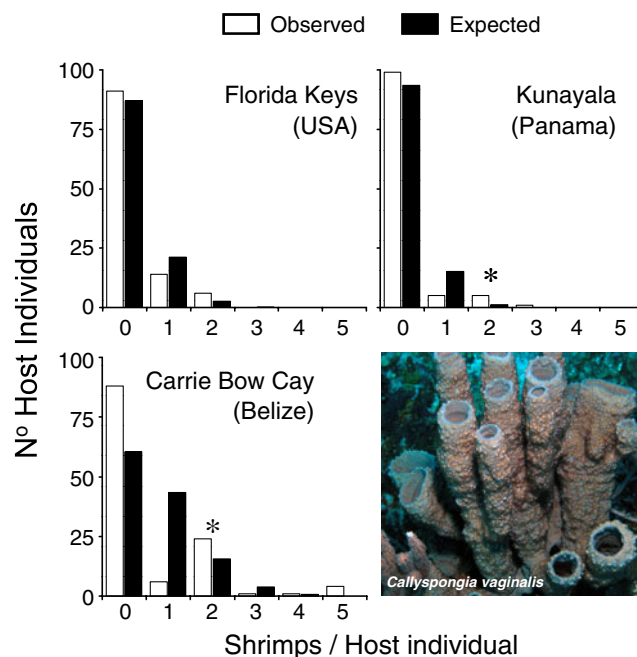 Observed Expected
100
75
50
25
0
Florida Keys
(USA)
0 1 2 3 4 5
Kunayala
(Panama)
*
0 1 2 3 4 5
100
75
50
25
0
Carrie Bow Cay
(Belize)
*
0 1 2 3 4 5
Callyspongia vaginalis
Nº Host Individuals
Shrimps / Host individual